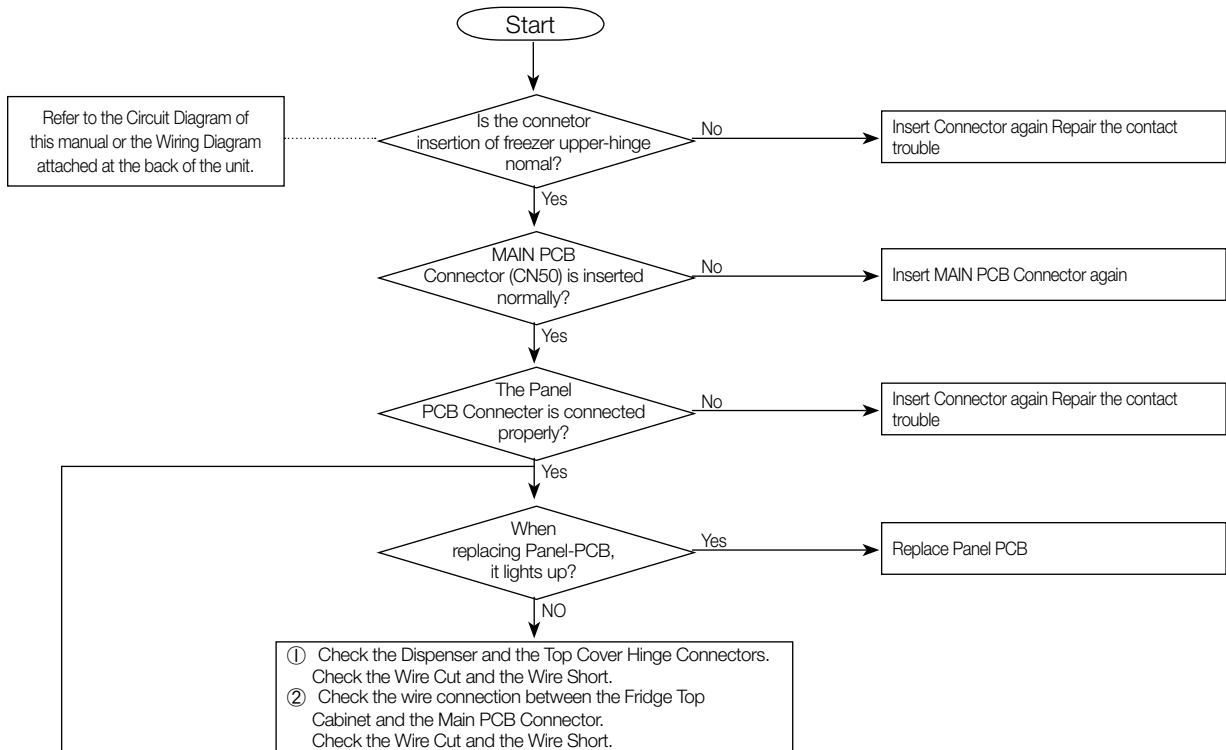 Start
Refer to the Circuit Diagram of
this manual or the Wiring Diagram
attached at the back of the unit.
Is the connetor
insertion of freezer upper-hinge
nomal?
No
Insert Connector again Repair the contact
trouble
Yes
MAIN PCB
Connector (CN50) is inserted
normally?
No
Insert MAIN PCB Connector again
Yes
The Panel
PCB Connecter is connected
properly?
No
Insert Connector again Repair the contact
trouble
Yes
When
replacing Panel-PCB,
it lights up?
Yes
Replace Panel PCB
NO
① Check the Dispenser and the Top Cover Hinge Connectors.
Check the Wire Cut and the Wire Short.
② Check the wire connection between the Fridge Top
Cabinet and the Main PCB Connector.
Check the Wire Cut and the Wire Short.